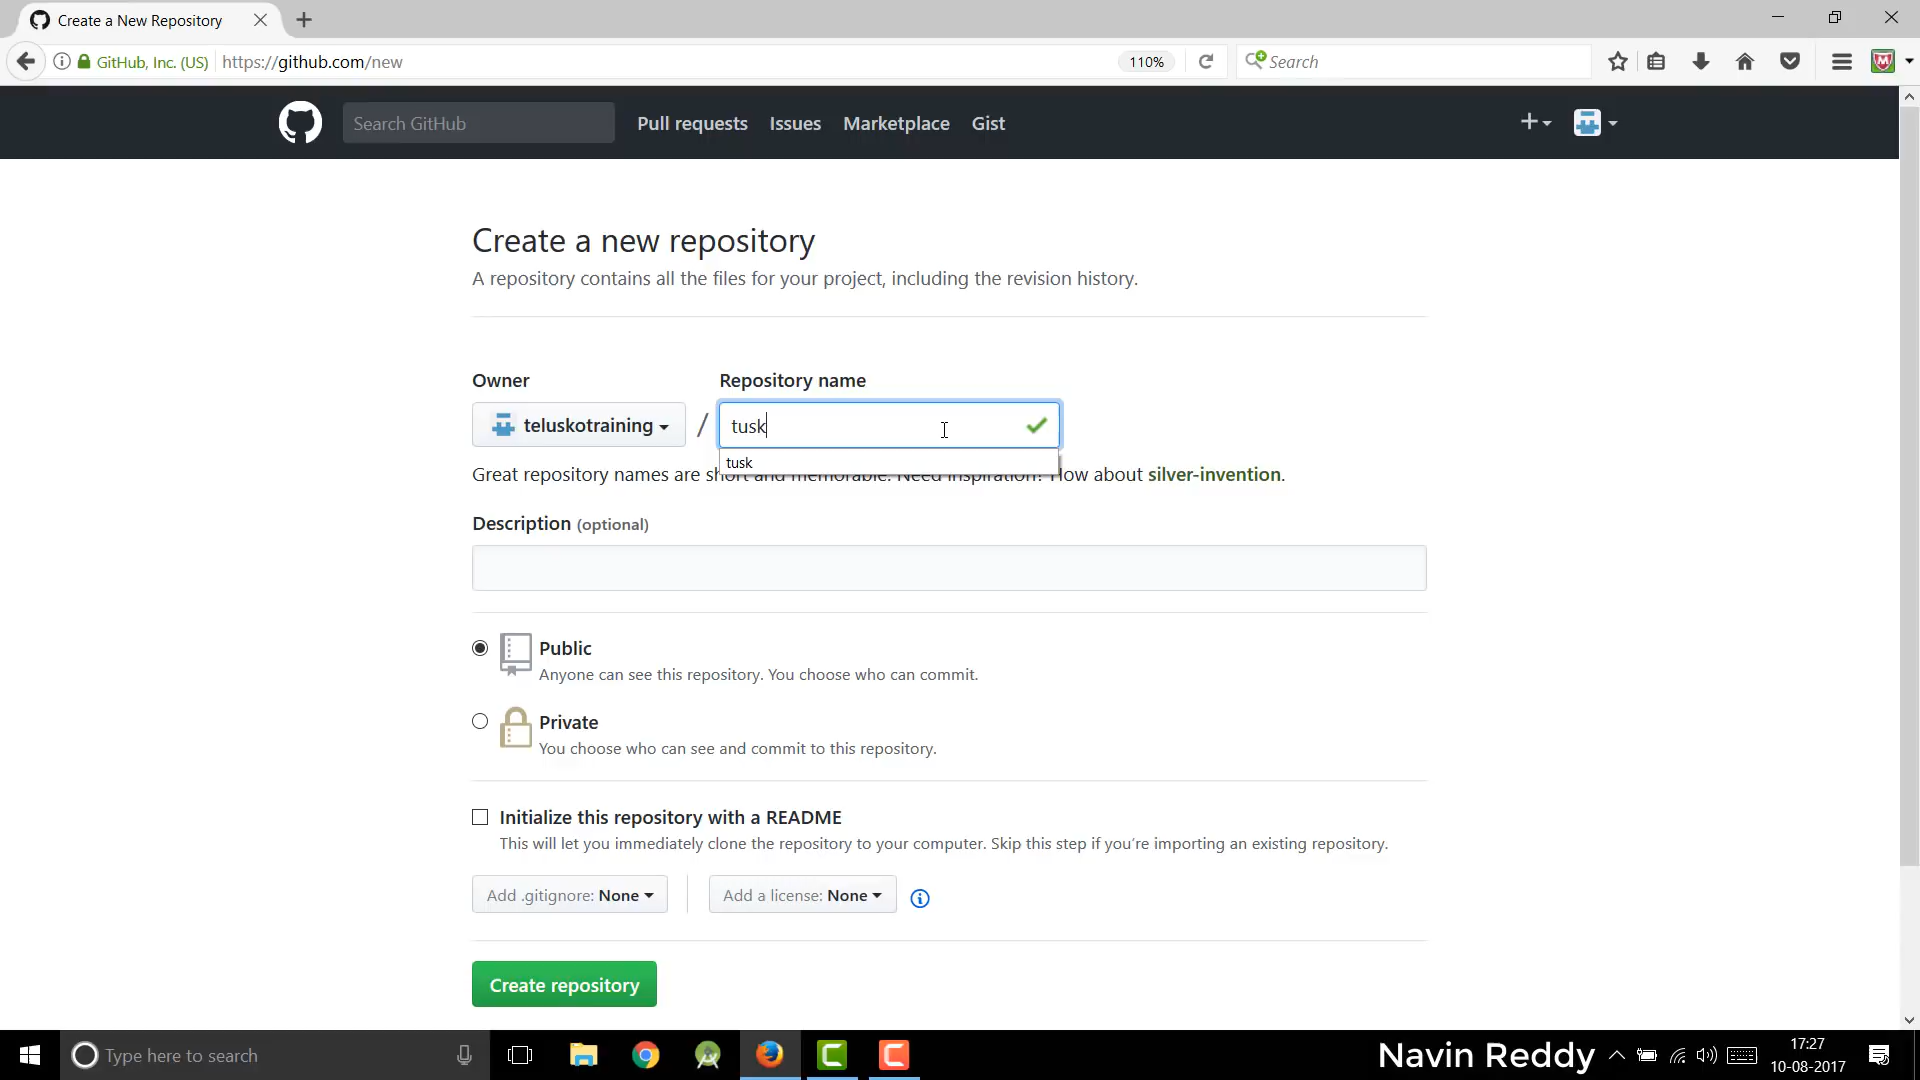 Create a New Repository
GitHub, Inc. (US) https://github.com/new 110% Search
Search GitHub Pull requests Issues Marketplace Gist
Create a new repository
A repository contains all the files for your project, including the revision history.
Owner Repository name
teluskotraining / tusk
tusk
Great repository names are short and memorable. Need inspiration? How about silver-invention.
Description (optional)
Public
Anyone can see this repository. You choose who can commit.
Private
You choose who can see and commit to this repository.
Initialize this repository with a README
This will let you immediately clone the repository to your computer. Skip this step if you’re importing an existing repository.
Add .gitignore: None Add a license: None
Create repository
Type here to search Navin Reddy 17:27
10-08-2017